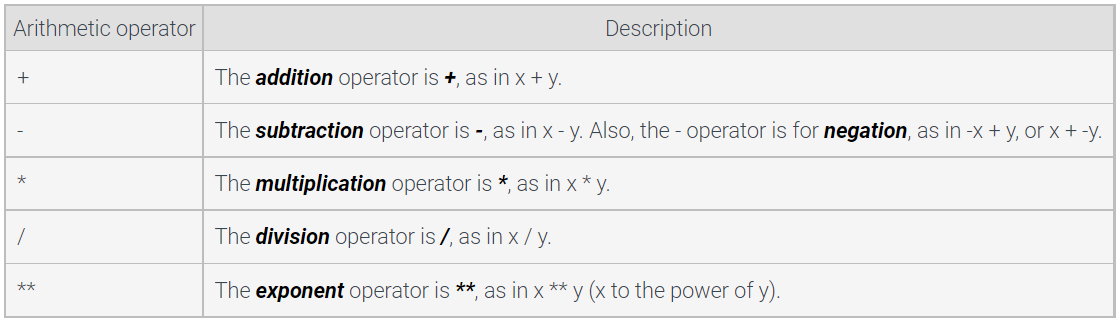 Arithmetic operator Description
+ The addition operator is +, as in x + y.
- The subtraction operator is -, as in x - y. Also, the - operator is for negation, as in -x + y, or x + -y.
* The multiplication operator is *, as in x * y.
/ The division operator is /, as in x / y.
** The exponent operator is **, as in x ** y (x to the power of y).